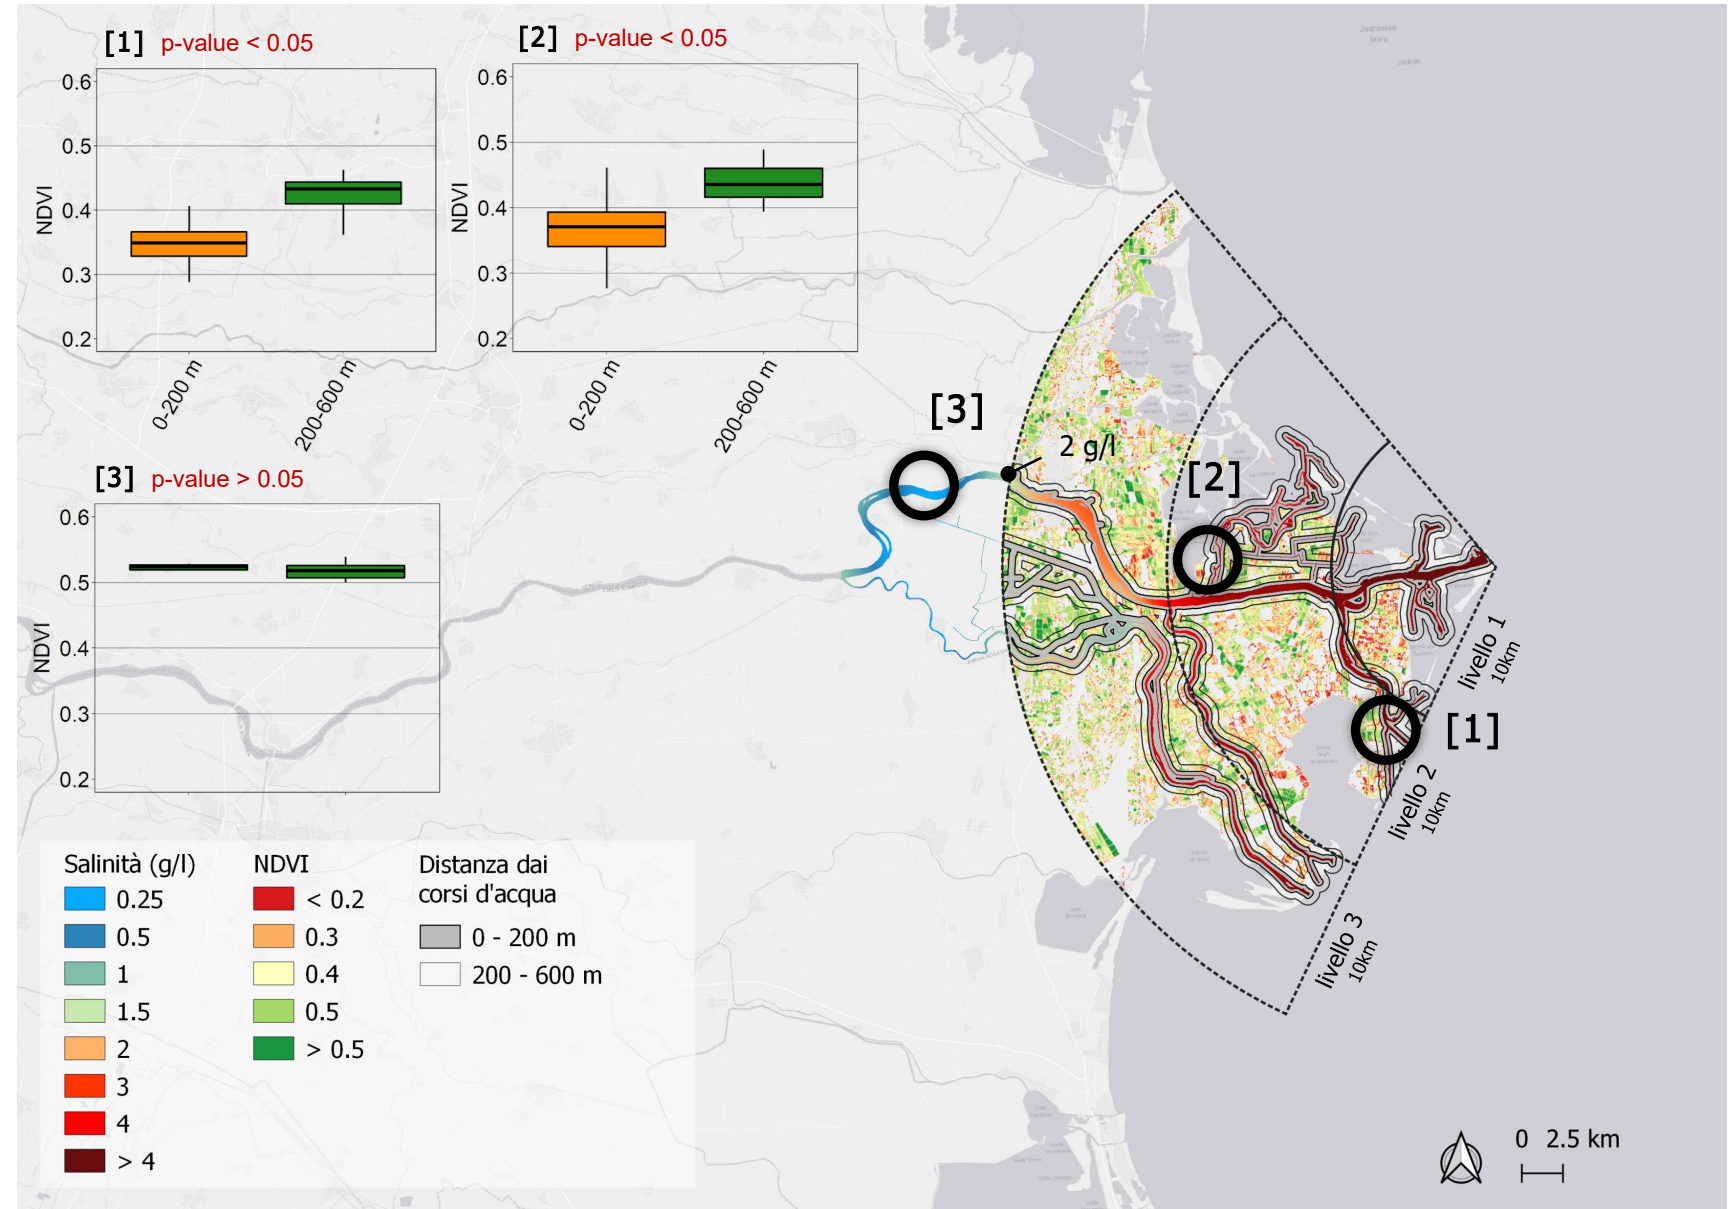 [1] p-value < 0.05
0.6
0.5
0.4
0.3
0.2
NDVI
0-200 m
200-600 m
[2] p-value < 0.05
0.6
0.5
0.4
0.3
0.2
NDVI
0-200 m
200-600 m
[3] p-value > 0.05
0.6
0.5
0.4
0.3
0.2
NDVI
Jadransko
More
Jadran
[3]
2 g/l
[2]
[1]
livello 1
10km
livello 2
10km
livello 3
10km
Salinità (g/l)
0.25
0.5
1
1.5
2
3
4
> 4
NDVI
< 0.2
0.3
0.4
0.5
> 0.5
Distanza dai
corsi d'acqua
0 - 200 m
200 - 600 m
0 2.5 km